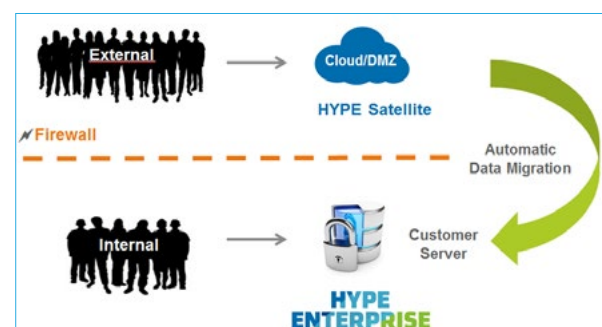 External
Cloud/DMZ
HYPE Satellite
Firewall
Automatic
Data Migration
Internal
Customer
Server
HYPE
ENTERPRISE